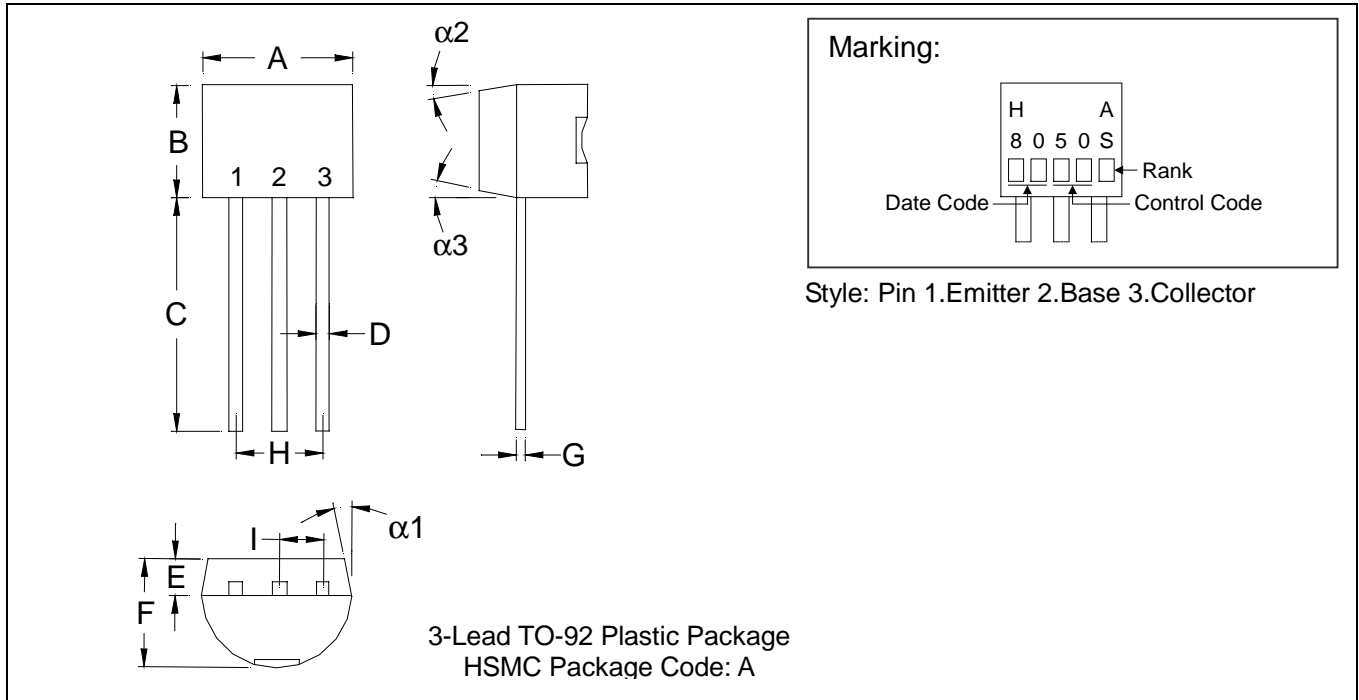 α2
A
B
1 2 3
α3
C
D
H
G
α1
I
E
F
3-Lead TO-92 Plastic Package
HSMC Package Code: A
Marking:
H A
8 0 5 0 S
Rank
Date Code
Control Code
Style: Pin 1.Emitter 2.Base 3.Collector